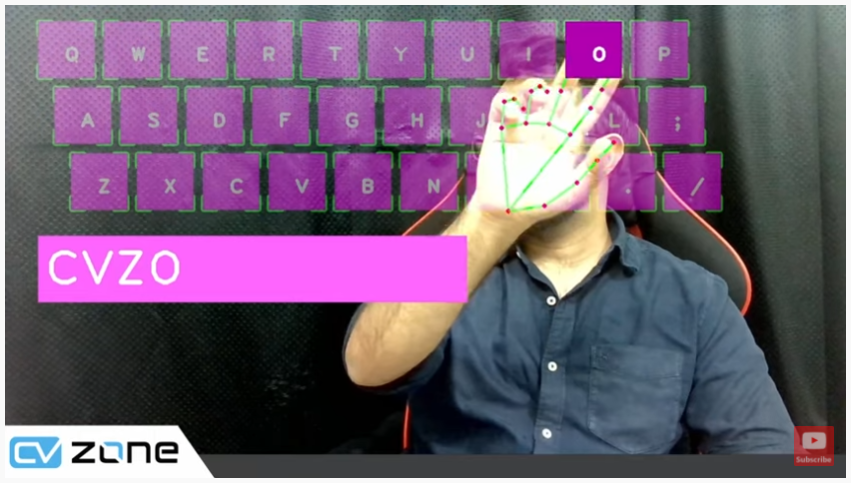 Q W E R T Y U I O P
A S D F G H J L ;
Z X C V B N . /
CVZO
CV ZONE
Subscribe